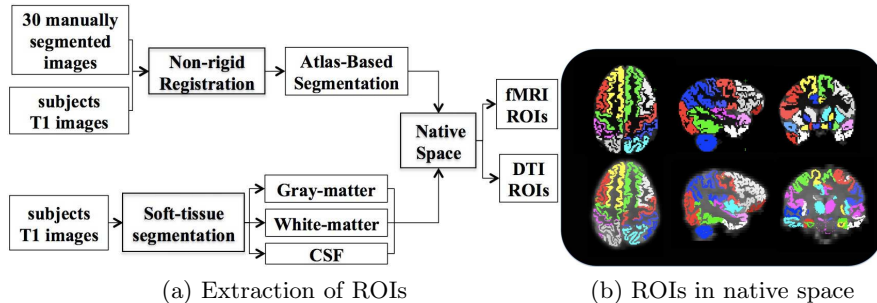 30 manually
segmented
images
subjects
T1 images
Non-rigid
Registration
Atlas-Based
Segmentation
Native
Space
fMRI
ROIs
DTI
ROIs
subjects
T1 images
Soft-tissue
segmentation
Gray-matter
White-matter
CSF
(a) Extraction of ROIs
(b) ROIs in native space